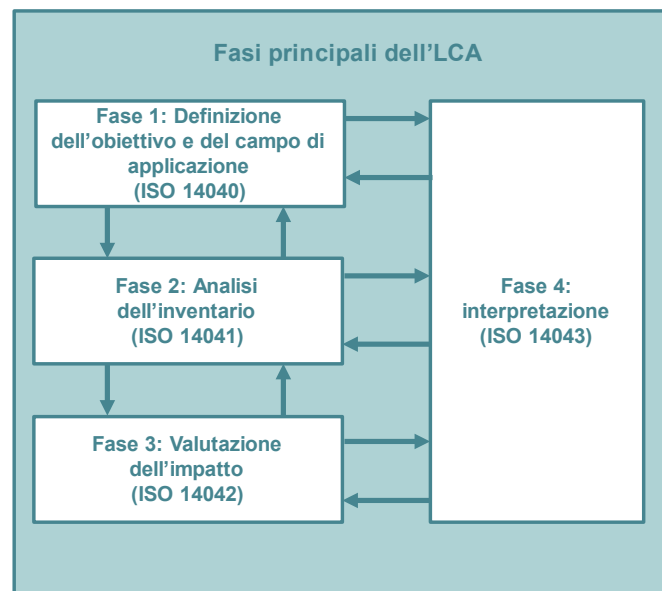 Fasi principali dell’LCA
Fase 1: Definizione
dell’obiettivo e del campo di
applicazione
(ISO 14040)
Fase 2: Analisi
dell’inventario
(ISO 14041)
Fase 3: Valutazione
dell’impatto
(ISO 14042)
Fase 4:
interpretazione
(ISO 14043)